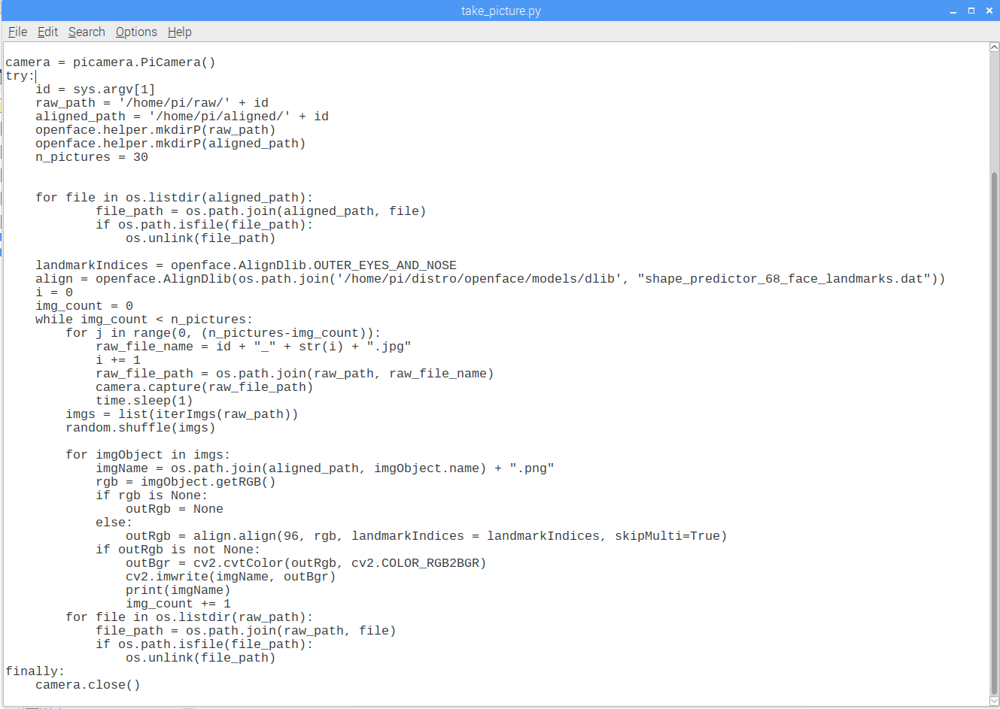 take_picture.py
File Edit Search Options Help
camera = picamera.PiCamera()
try:
    id = sys.argv[1]
    raw_path = '/home/pi/raw/' + id
    aligned_path = '/home/pi/aligned/' + id
    openface.helper.mkdirP(raw_path)
    openface.helper.mkdirP(aligned_path)
    n_pictures = 30
    for file in os.listdir(aligned_path):
            file_path = os.path.join(aligned_path, file)
            if os.path.isfile(file_path):
                os.unlink(file_path)
    landmarkIndices = openface.AlignDlib.OUTER_EYES_AND_NOSE
    align = openface.AlignDlib(os.path.join('/home/pi/distro/openface/models/dlib', "shape_predictor_68_face_landmarks.dat"))
    i = 0
    img_count = 0
    while img_count < n_pictures:
        for j in range(0, (n_pictures-img_count)):
            raw_file_name = id + "_" + str(i) + ".jpg"
            i += 1
            raw_file_path = os.path.join(raw_path, raw_file_name)
            camera.capture(raw_file_path)
            time.sleep(1)
        imgs = list(iterImgs(raw_path))
        random.shuffle(imgs)
        for imgObject in imgs:
            imgName = os.path.join(aligned_path, imgObject.name) + ".png"
            rgb = imgObject.getRGB()
            if rgb is None:
                outRgb = None
            else:
                outRgb = align.align(96, rgb, landmarkIndices = landmarkIndices, skipMulti=True)
            if outRgb is not None:
                outBgr = cv2.cvtColor(outRgb, cv2.COLOR_RGB2BGR)
                cv2.imwrite(imgName, outBgr)
                print(imgName)
                img_count += 1
        for file in os.listdir(raw_path):
            file_path = os.path.join(raw_path, file)
            if os.path.isfile(file_path):
                os.unlink(file_path)
finally:
    camera.close()